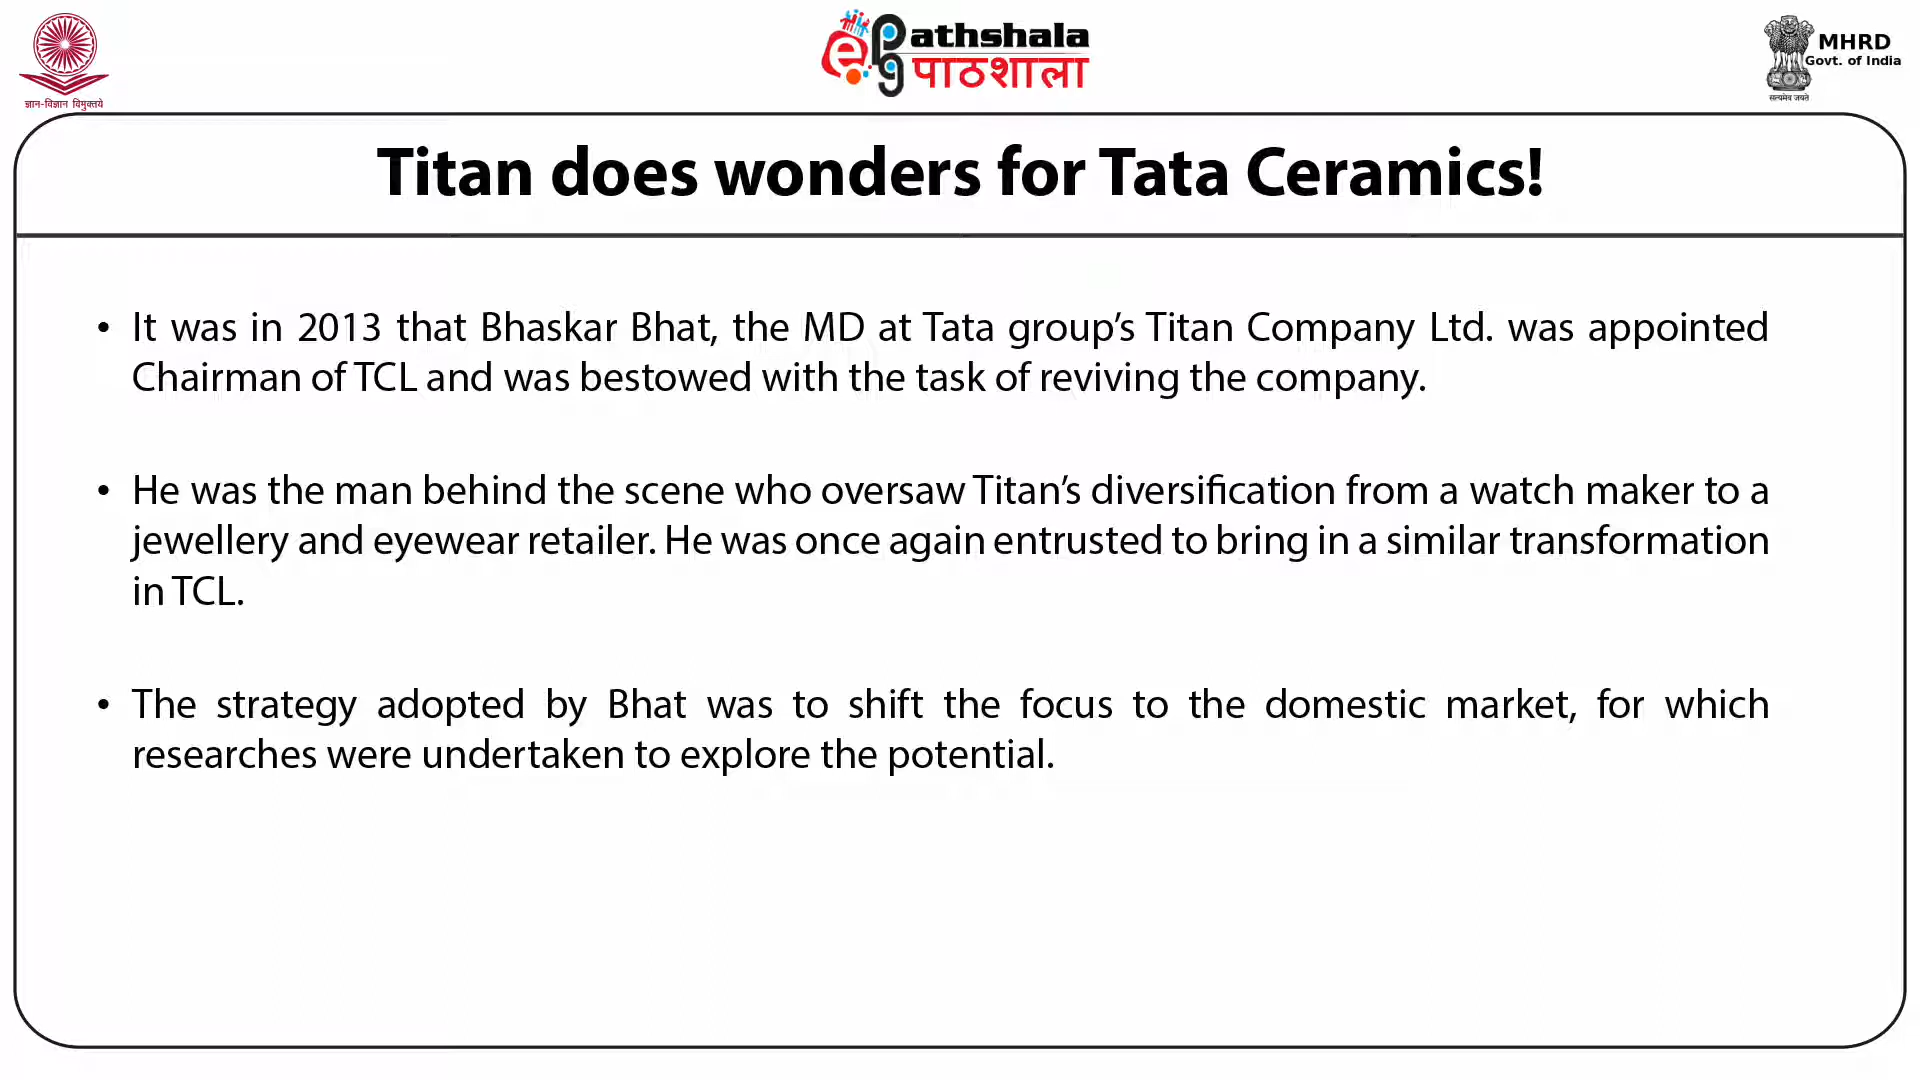 ज्ञान-विज्ञान विमुक्तये
ePathshala
पाठशाला
MHRD
Govt. of India
सत्यमेव जयते
Titan does wonders for Tata Ceramics!
• It was in 2013 that Bhaskar Bhat, the MD at Tata group’s Titan Company Ltd. was appointed
Chairman of TCL and was bestowed with the task of reviving the company.
• He was the man behind the scene who oversaw Titan’s diversification from a watch maker to a
jewellery and eyewear retailer. He was once again entrusted to bring in a similar transformation
in TCL.
• The strategy adopted by Bhat was to shift the focus to the domestic market, for which
researches were undertaken to explore the potential.